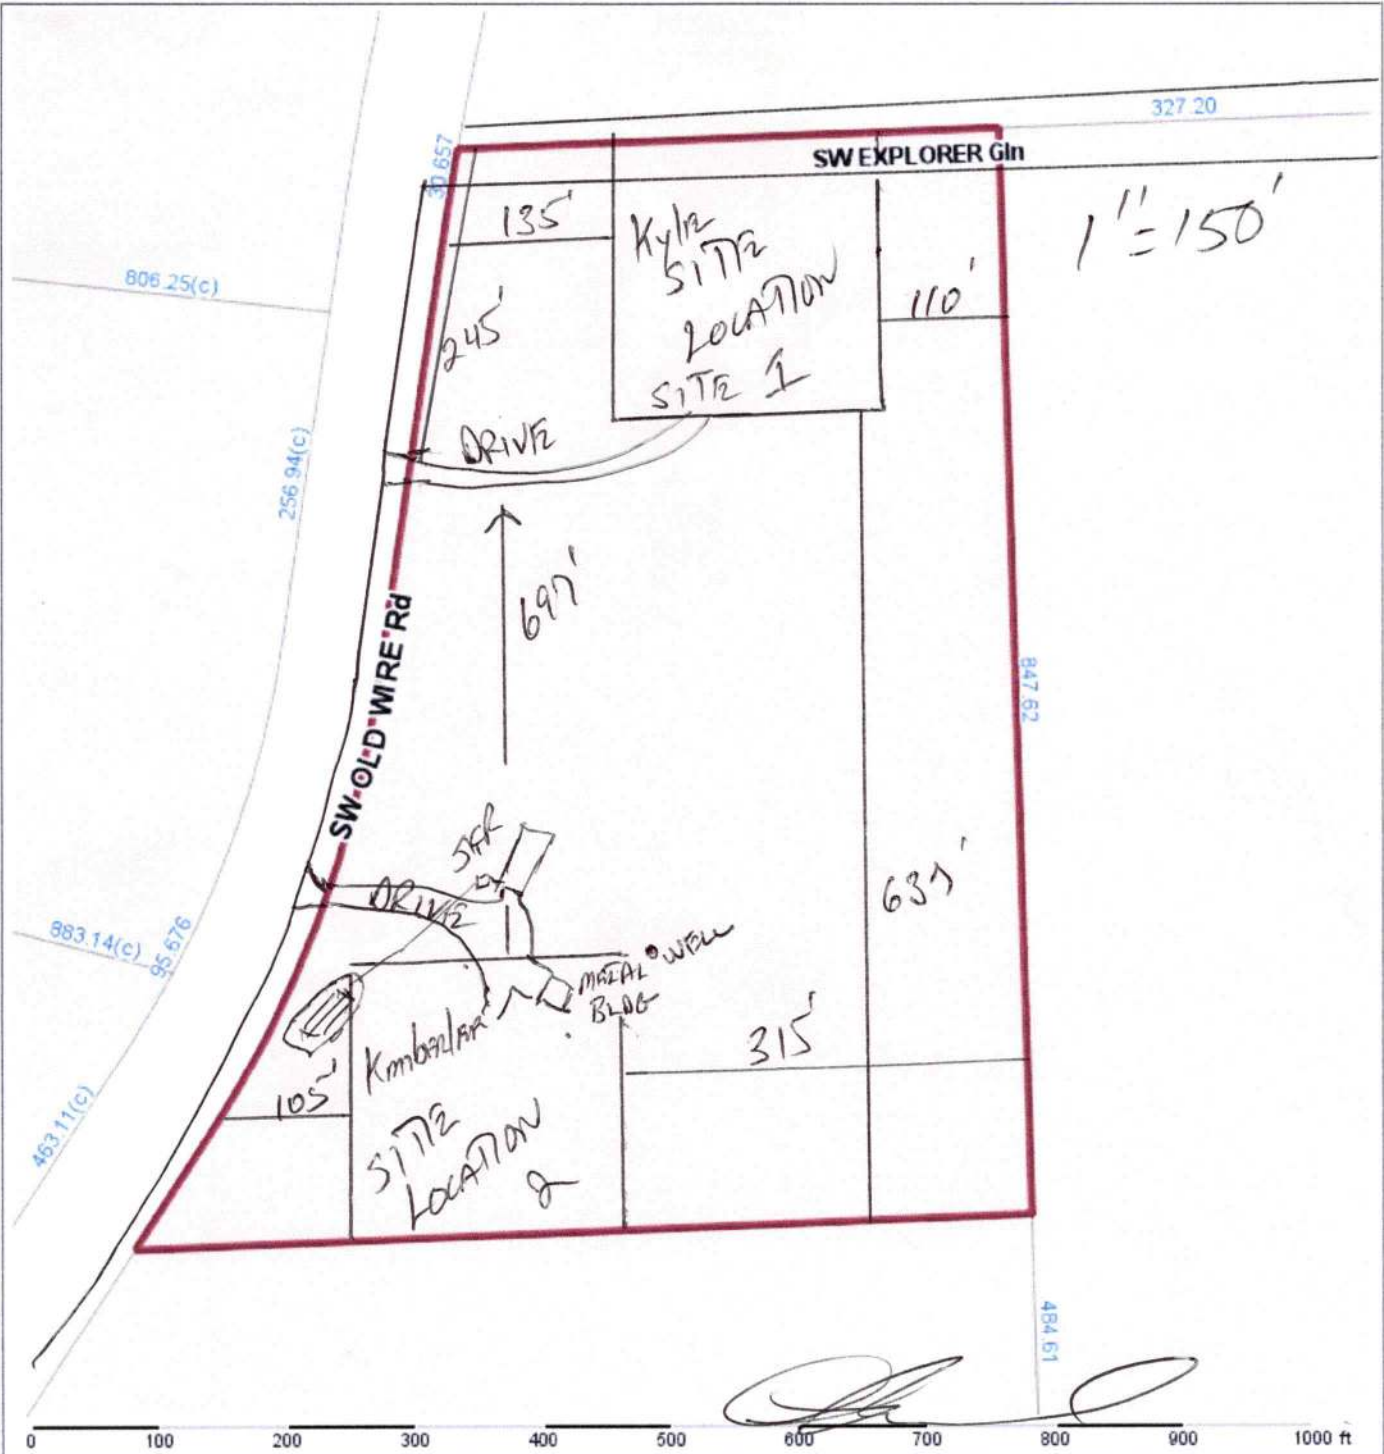 327.20
30.657
SW EXPLORER Gln
1"=150'
135'
Kyle
SITE
LOCATION
SITE 1
110'
806.25(c)
245'
DRIVE
256.94(c)
697'
SW OLD WIRE Rd
847.62
DRIVE
883.14(c)
95.676
METAL
BLDG
WELL
315'
105'
SITE
LOCATION
2
463.11(c)
484.61
0 100 200 300 400 500 600 700 800 900 1000 ft